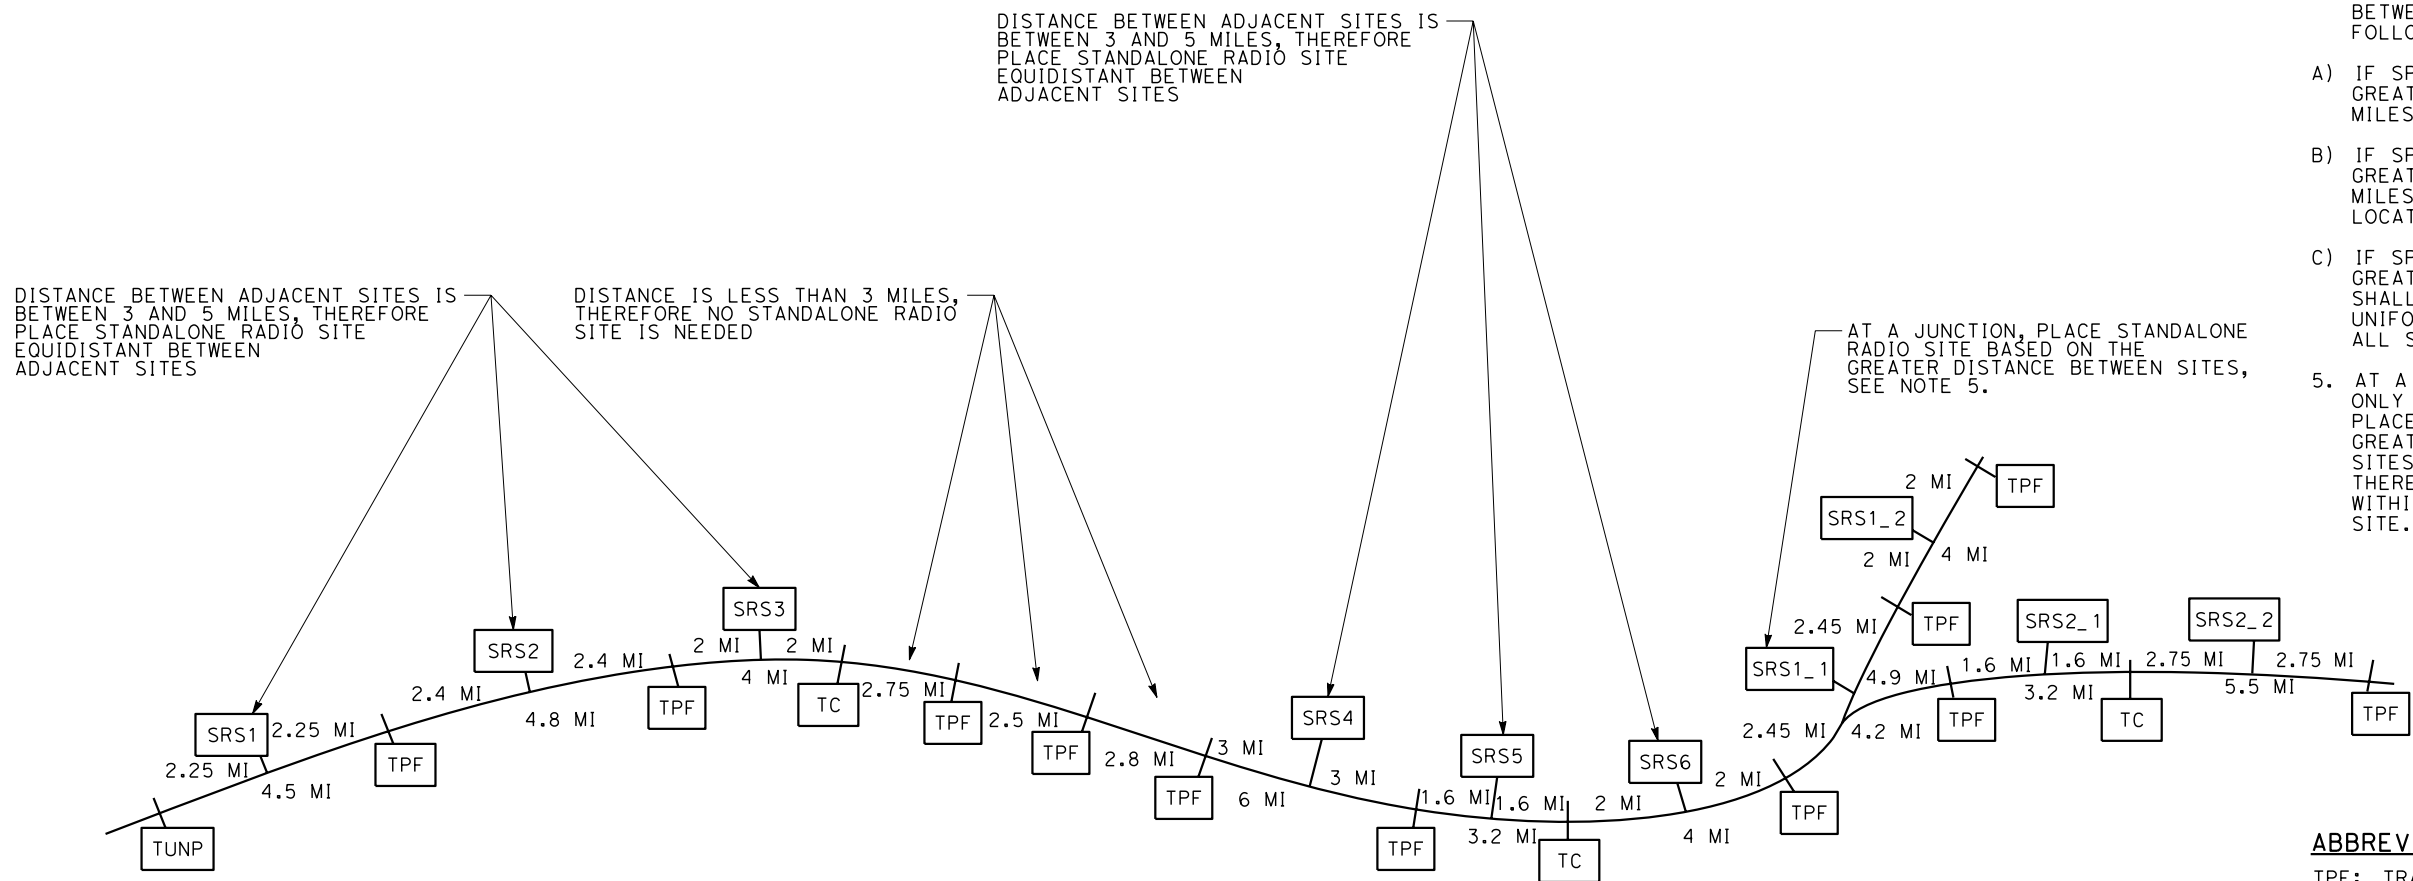 DISTANCE BETWEEN ADJACENT SITES IS
BETWEEN 3 AND 5 MILES, THEREFORE
PLACE STANDALONE RADIO SITE
EQUIDISTANT BETWEEN
ADJACENT SITES
DISTANCE BETWEEN ADJACENT SITES IS
BETWEEN 3 AND 5 MILES, THEREFORE
PLACE STANDALONE RADIO SITE
EQUIDISTANT BETWEEN
ADJACENT SITES
DISTANCE IS LESS THAN 3 MILES,
THEREFORE NO STANDALONE RADIO
SITE IS NEEDED
AT A JUNCTION, PLACE STANDALONE
RADIO SITE BASED ON THE
GREATER DISTANCE BETWEEN SITES,
SEE NOTE 5.
TUNP
2.25 MI
SRS1
2.25 MI
4.5 MI
TPF
2.4 MI
SRS2
2.4 MI
4.8 MI
TPF
2 MI
SRS3
2 MI
4 MI
TC
2.75 MI
TPF
2.5 MI
TPF
2.8 MI
TPF
3 MI
SRS4
3 MI
6 MI
TPF
1.6 MI
SRS5
1.6 MI
3.2 MI
TC
2 MI
SRS6
2 MI
4 MI
TPF
2.45 MI
4.2 MI
SRS1_1
2.45 MI
4.9 MI
TPF
2 MI
4 MI
SRS1_2
2 MI
TPF
TPF
1.6 MI
SRS2_1
1.6 MI
3.2 MI
TC
2.75 MI
SRS2_2
2.75 MI
5.5 MI
TPF
FOLLO
A) IF SP
GREAT
MILES
B) IF SP
GREAT
MILES
LOCAT
C) IF SP
GREAT
SHALL
UNIFO
ALL S
5. AT A
ONLY
PLACE
GREAT
SITES
THERE
WITHI
SITE.
ABBREV